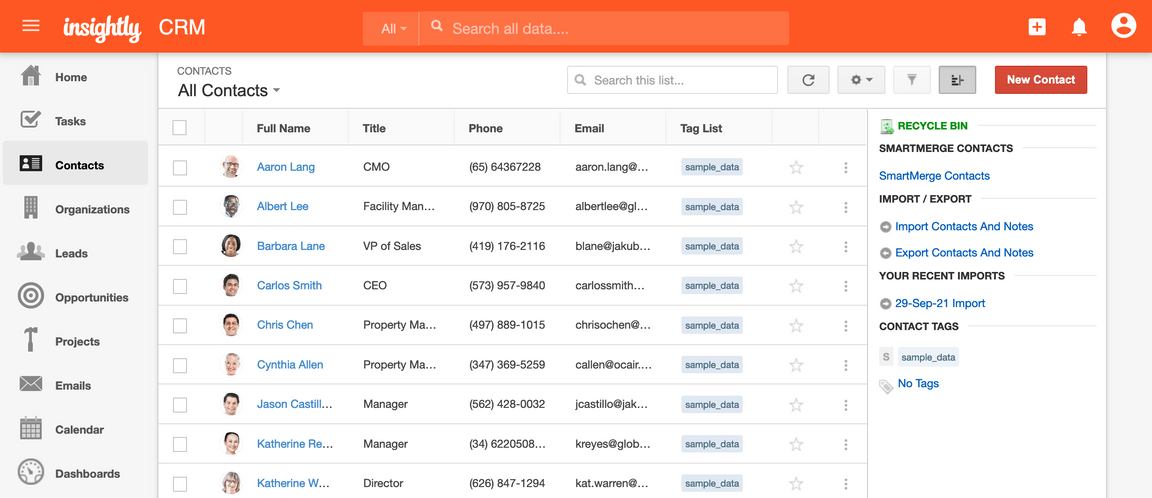 insightly CRM
All
Search all data....
Home
Tasks
Contacts
Organizations
Leads
Opportunities
Projects
Emails
Calendar
Dashboards
CONTACTS
All Contacts
Search this list...
New Contact
Full Name Title Phone Email Tag List
Aaron Lang CMO (65) 64367228 aaron.lang@... sample_data
Albert Lee Facility Man... (970) 805-8725 albertlee@gl... sample_data
Barbara Lane VP of Sales (419) 176-2116 blane@jakub... sample_data
Carlos Smith CEO (573) 957-9840 carlossmith... sample_data
Chris Chen Property Ma... (497) 889-1015 chrisochen@... sample_data
Cynthia Allen Property Ma... (347) 369-5259 callen@ocair.... sample_data
Jason Castill... Manager (562) 428-0032 jcastillo@jak... sample_data
Katherine Re... Manager (34) 6220508... kreyes@glob... sample_data
Katherine W... Director (626) 847-1294 kat.warren@... sample_data
RECYCLE BIN
SMARTMERGE CONTACTS
SmartMerge Contacts
IMPORT / EXPORT
Import Contacts And Notes
Export Contacts And Notes
YOUR RECENT IMPORTS
29-Sep-21 Import
CONTACT TAGS
S sample_data
No Tags